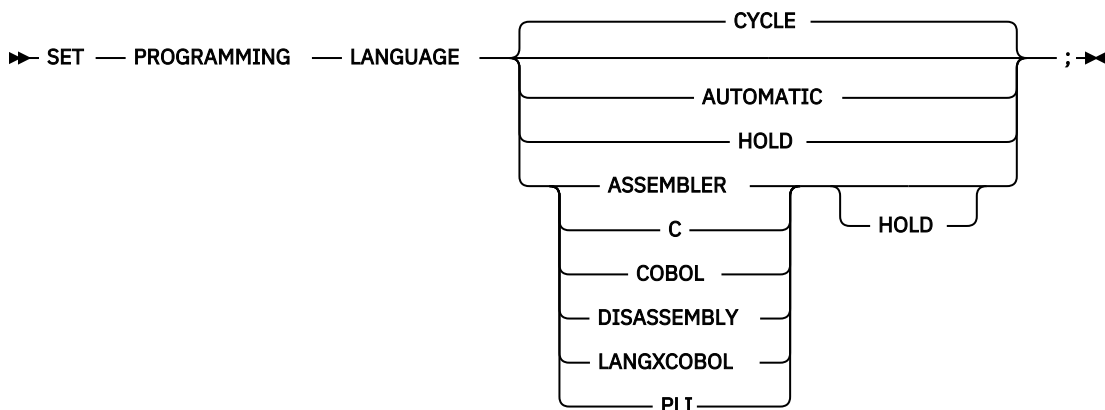 CYCLE
SET PROGRAMMING LANGUAGE ;
AUTOMATIC
HOLD
ASSEMBLER
HOLD
C
COBOL
DISASSEMBLY
LANGXCOBOL
PLI